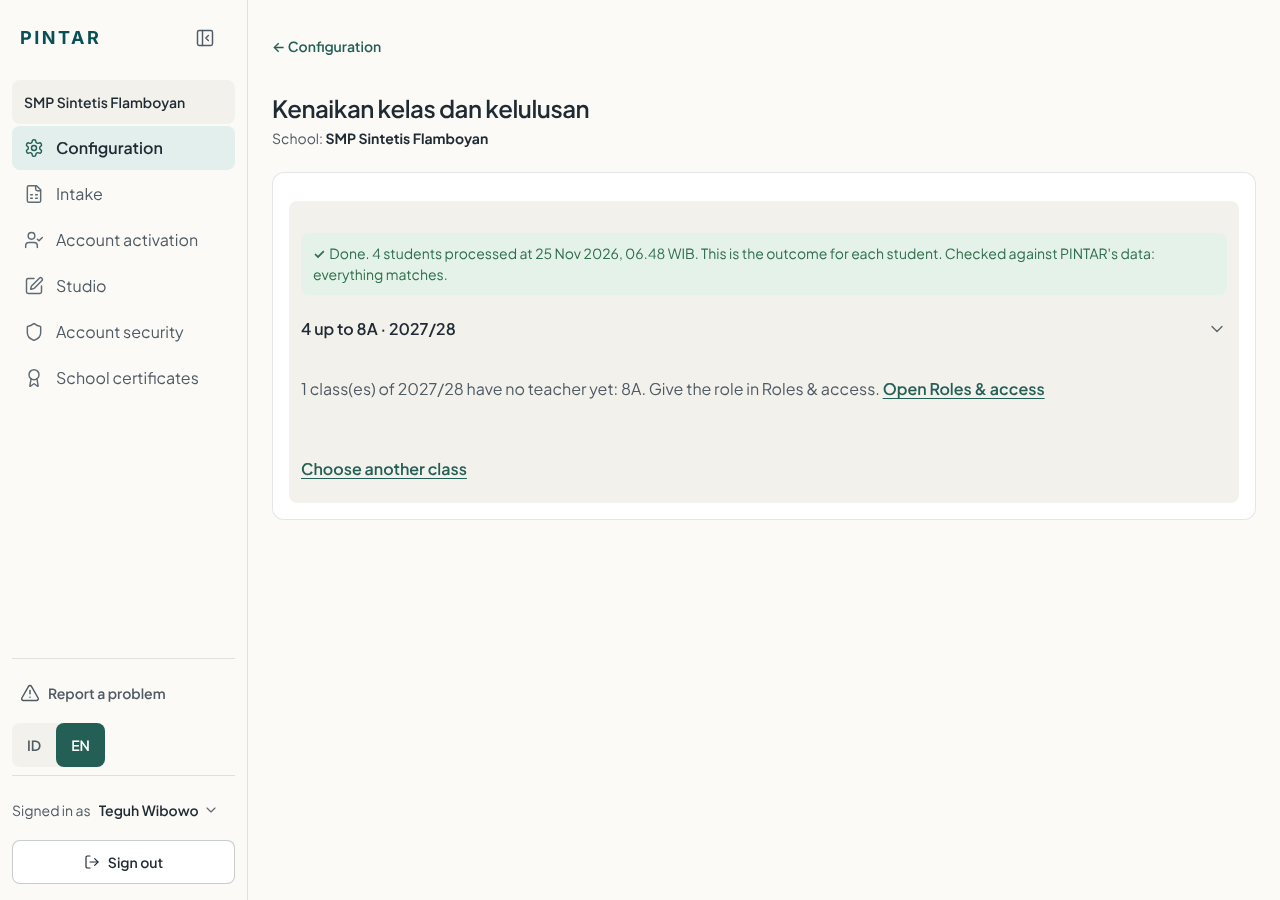 PINTAR
SMP Sintetis Flamboyan
Configuration
Intake
Account activation
Studio
Account security
School certificates
Report a problem
ID EN
Signed in as Teguh Wibowo
Sign out
← Configuration
Kenaikan kelas dan kelulusan
School: SMP Sintetis Flamboyan
✓ Done. 4 students processed at 25 Nov 2026, 06.48 WIB. This is the outcome for each student. Checked against PINTAR's data:
everything matches.
4 up to 8A · 2027/28
1 class(es) of 2027/28 have no teacher yet: 8A. Give the role in Roles & access. Open Roles & access
Choose another class